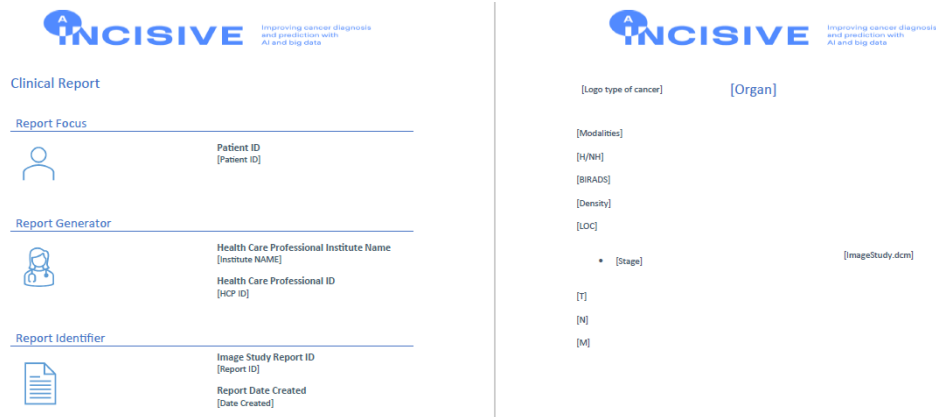 AI
INCISIVE
Improving cancer diagnosis
and prediction with
AI and big data
Clinical Report
Report Focus
Patient ID
[Patient ID]
Report Generator
Health Care Professional Institute Name
[Institute NAME]
Health Care Professional ID
[HCP ID]
Report Identifier
Image Study Report ID
[Report ID]
Report Date Created
[Date Created]
AI
INCISIVE
Improving cancer diagnosis
and prediction with
AI and big data
[Logo type of cancer]
[Organ]
[Modalities]
[H/NH]
[BIRADS]
[Density]
[LOC]
• [Stage]
[ImageStudy.dcm]
[T]
[N]
[M]